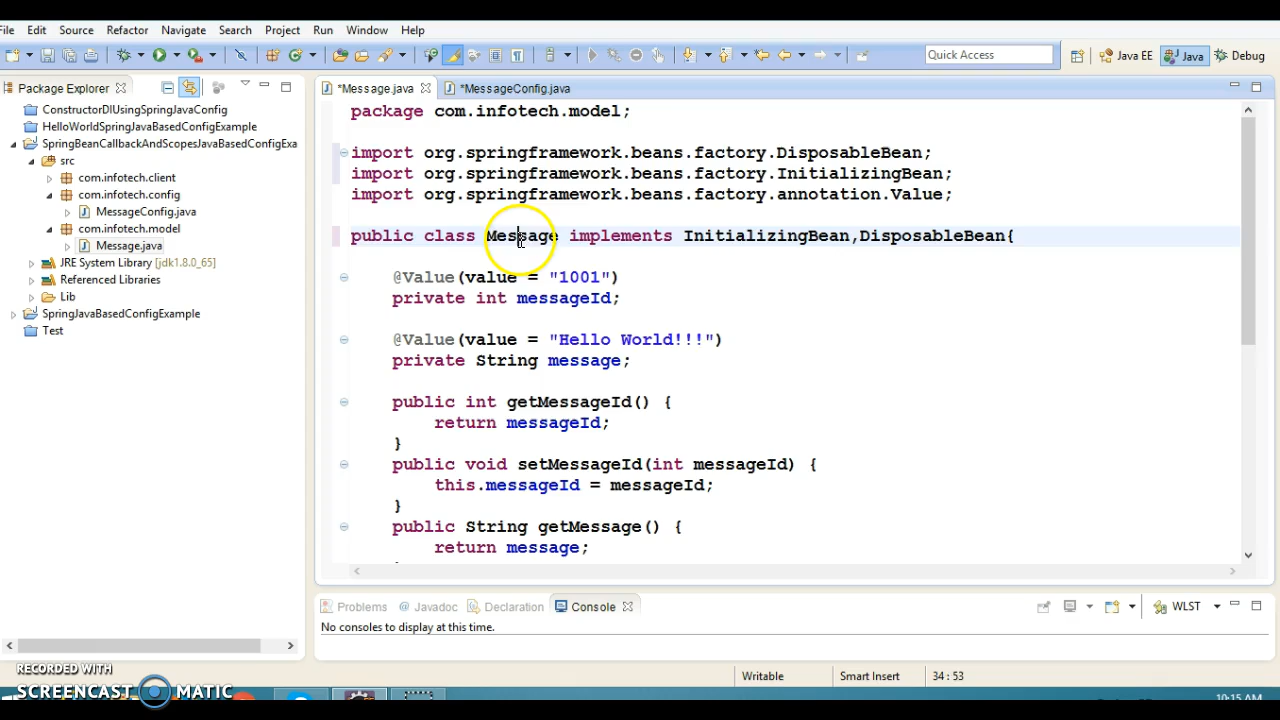 File Edit Source Refactor Navigate Search Project Run Window Help
Quick Access
Java EE
Java
Debug
Package Explorer
ConstructorDIUsingSpringJavaConfig
HelloWorldSpringJavaBasedConfigExample
SpringBeanCallbackAndScopesJavaBasedConfigExa
src
com.infotech.client
com.infotech.config
MessageConfig.java
com.infotech.model
Message.java
JRE System Library [jdk1.8.0_65]
Referenced Libraries
Lib
SpringJavaBasedConfigExample
Test
*Message.java
*MessageConfig.java
package com.infotech.model;
import org.springframework.beans.factory.DisposableBean;
import org.springframework.beans.factory.InitializingBean;
import org.springframework.beans.factory.annotation.Value;
public class Message implements InitializingBean,DisposableBean{
@Value(value = "1001")
private int messageId;
@Value(value = "Hello World!!!")
private String message;
public int getMessageId() {
return messageId;
}
public void setMessageId(int messageId) {
this.messageId = messageId;
}
public String getMessage() {
return message;
Problems @ Javadoc Declaration Console
WLST
No consoles to display at this time.
Writable
Smart Insert
34 : 53
RECORDED WITH
SCREENCAST MATIC
10:15 AM